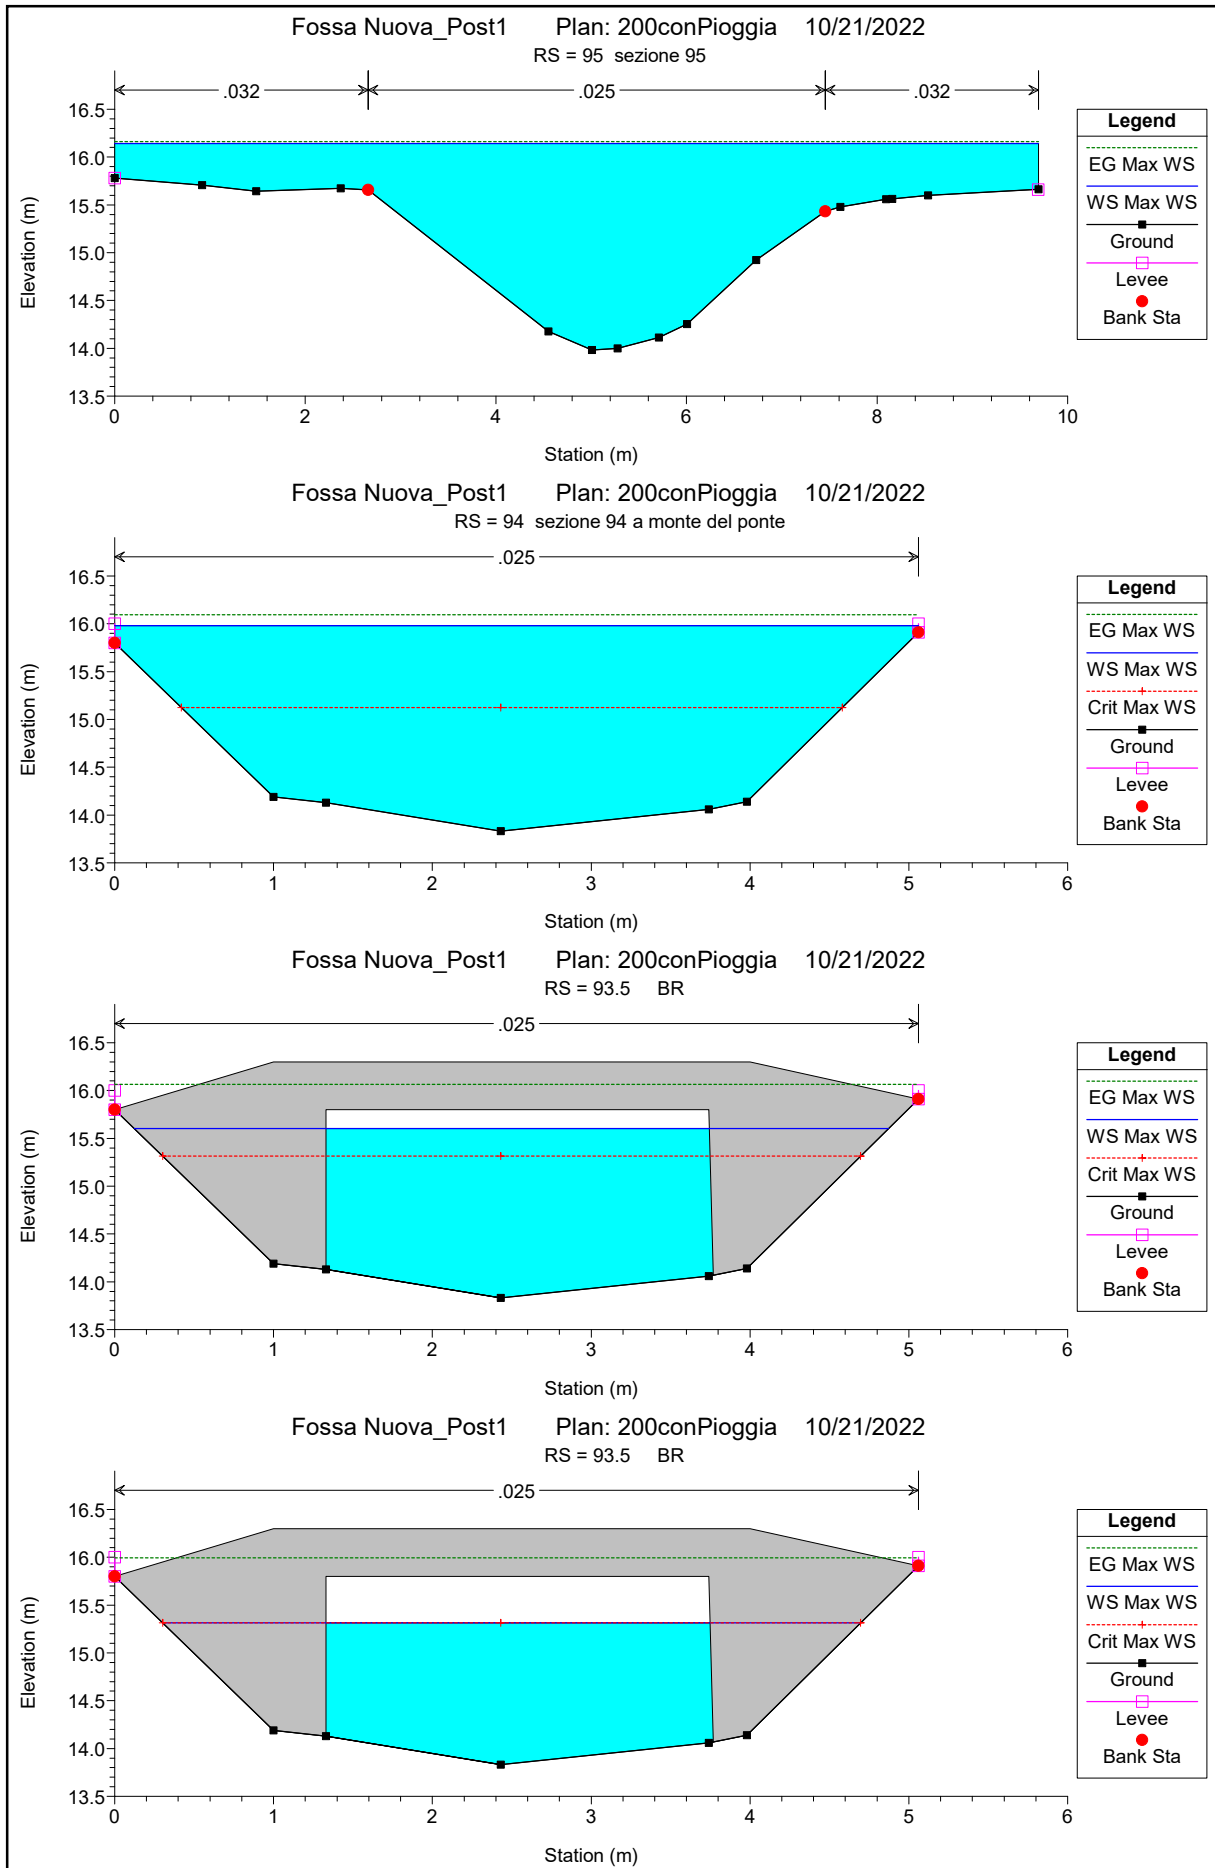 Fossa Nuova_Post1 Plan: 200conPioggia 10/21/2022
RS = 95 sezione 95
.032 .025 .032
16.5
16.0
15.5
15.0
14.5
14.0
13.5
Elevation (m)
0 2 4 6 8 10
Station (m)
Legend
EG Max WS
WS Max WS
Ground
Levee
Bank Sta
Fossa Nuova_Post1 Plan: 200conPioggia 10/21/2022
RS = 94 sezione 94 a monte del ponte
.025
16.5
16.0
15.5
15.0
14.5
14.0
13.5
Elevation (m)
0 1 2 3 4 5 6
Station (m)
Legend
EG Max WS
WS Max WS
Crit Max WS
Ground
Levee
Bank Sta
Fossa Nuova_Post1 Plan: 200conPioggia 10/21/2022
RS = 93.5 BR
.025
16.5
16.0
15.5
15.0
14.5
14.0
13.5
Elevation (m)
0 1 2 3 4 5 6
Station (m)
Legend
EG Max WS
WS Max WS
Crit Max WS
Ground
Levee
Bank Sta
Fossa Nuova_Post1 Plan: 200conPioggia 10/21/2022
RS = 93.5 BR
.025
16.5
16.0
15.5
15.0
14.5
14.0
13.5
Elevation (m)
0 1 2 3 4 5 6
Station (m)
Legend
EG Max WS
WS Max WS
Crit Max WS
Ground
Levee
Bank Sta